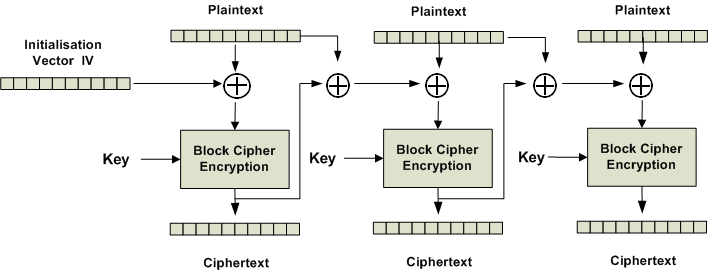 Plaintext
Plaintext
Plaintext
Initialisation
Vector IV
Key
Block Cipher
Encryption
Key
Block Cipher
Encryption
Key
Block Cipher
Encryption
Ciphertext
Ciphertext
Ciphertext